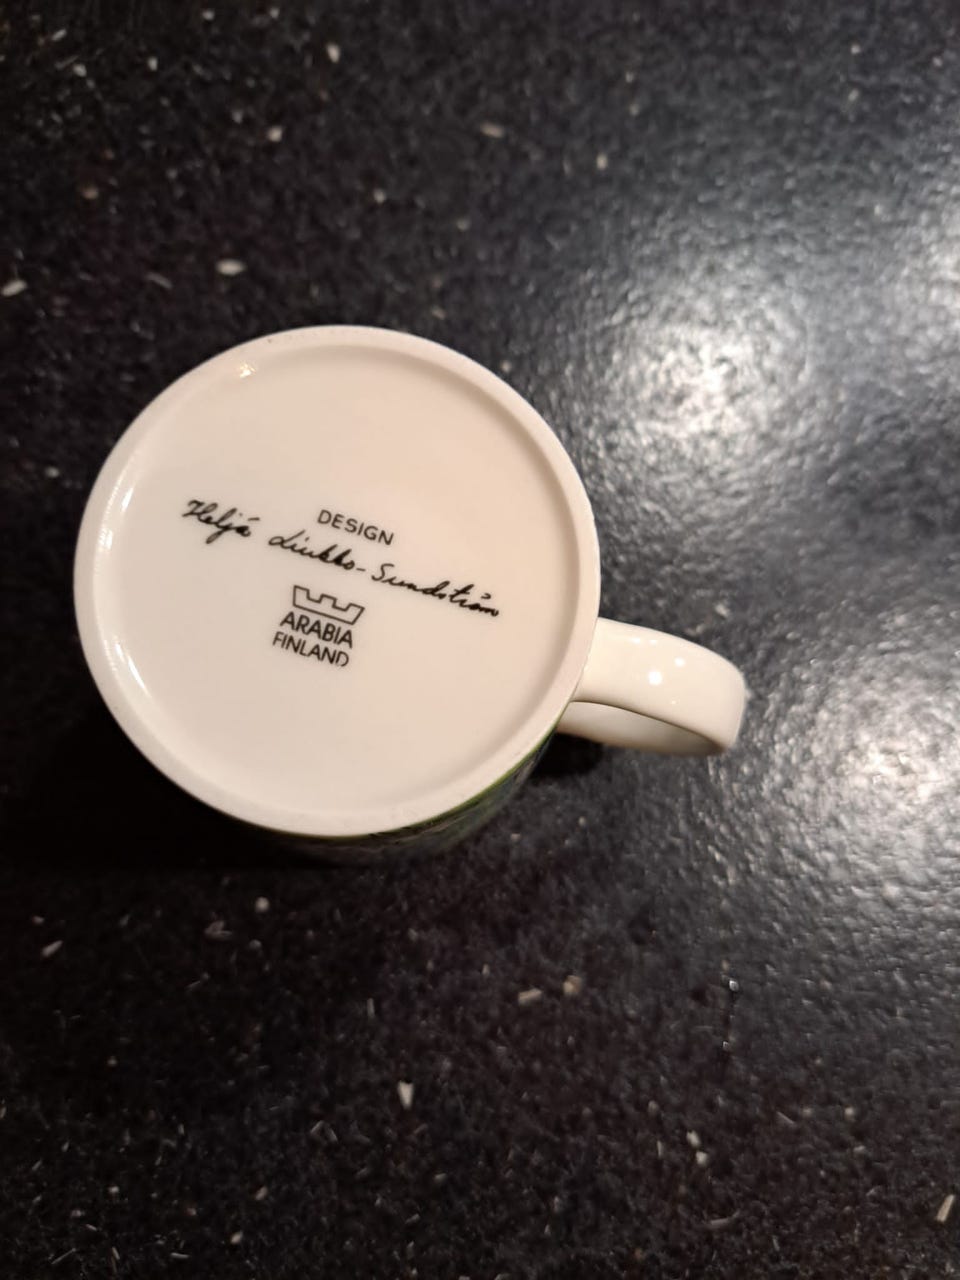 DESIGN
Heljä Liukko-Sundström
ARABIA
FINLAND